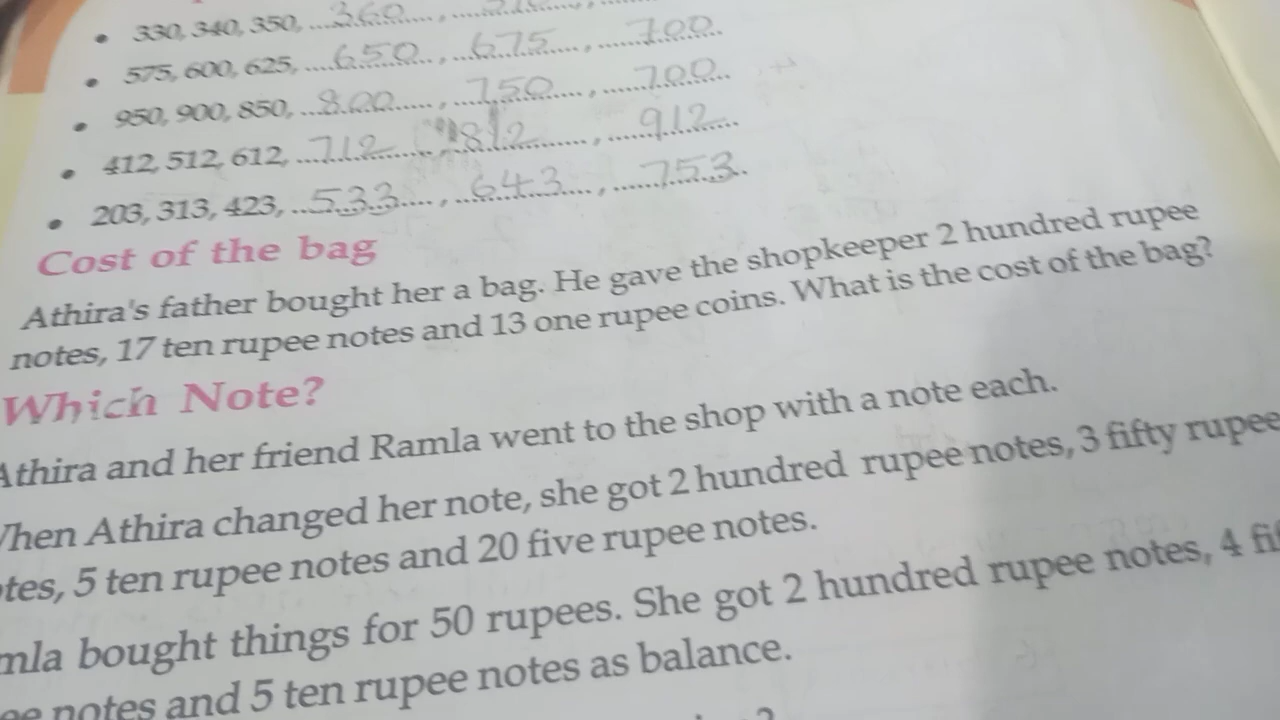 330, 340, 350, ...360...., ....
575, 600, 625, ....650...., ..675...., ....700..
950, 900, 850, ...800....., ...750....., ......700..
412, 512, 612, ...712......, 812......., .....912....
203, 313, 423, ..533...., ..643...., ......753..
Cost of the bag
Athira's father bought her a bag. He gave the shopkeeper 2 hundred rupee
notes, 17 ten rupee notes and 13 one rupee coins. What is the cost of the bag?
Which Note?
Athira and her friend Ramla went to the shop with a note each.
When Athira changed her note, she got 2 hundred rupee notes, 3 fifty rupee
tes, 5 ten rupee notes and 20 five rupee notes.
mla bought things for 50 rupees. She got 2 hundred rupee notes, 4
notes and 5 ten rupee notes as balance.